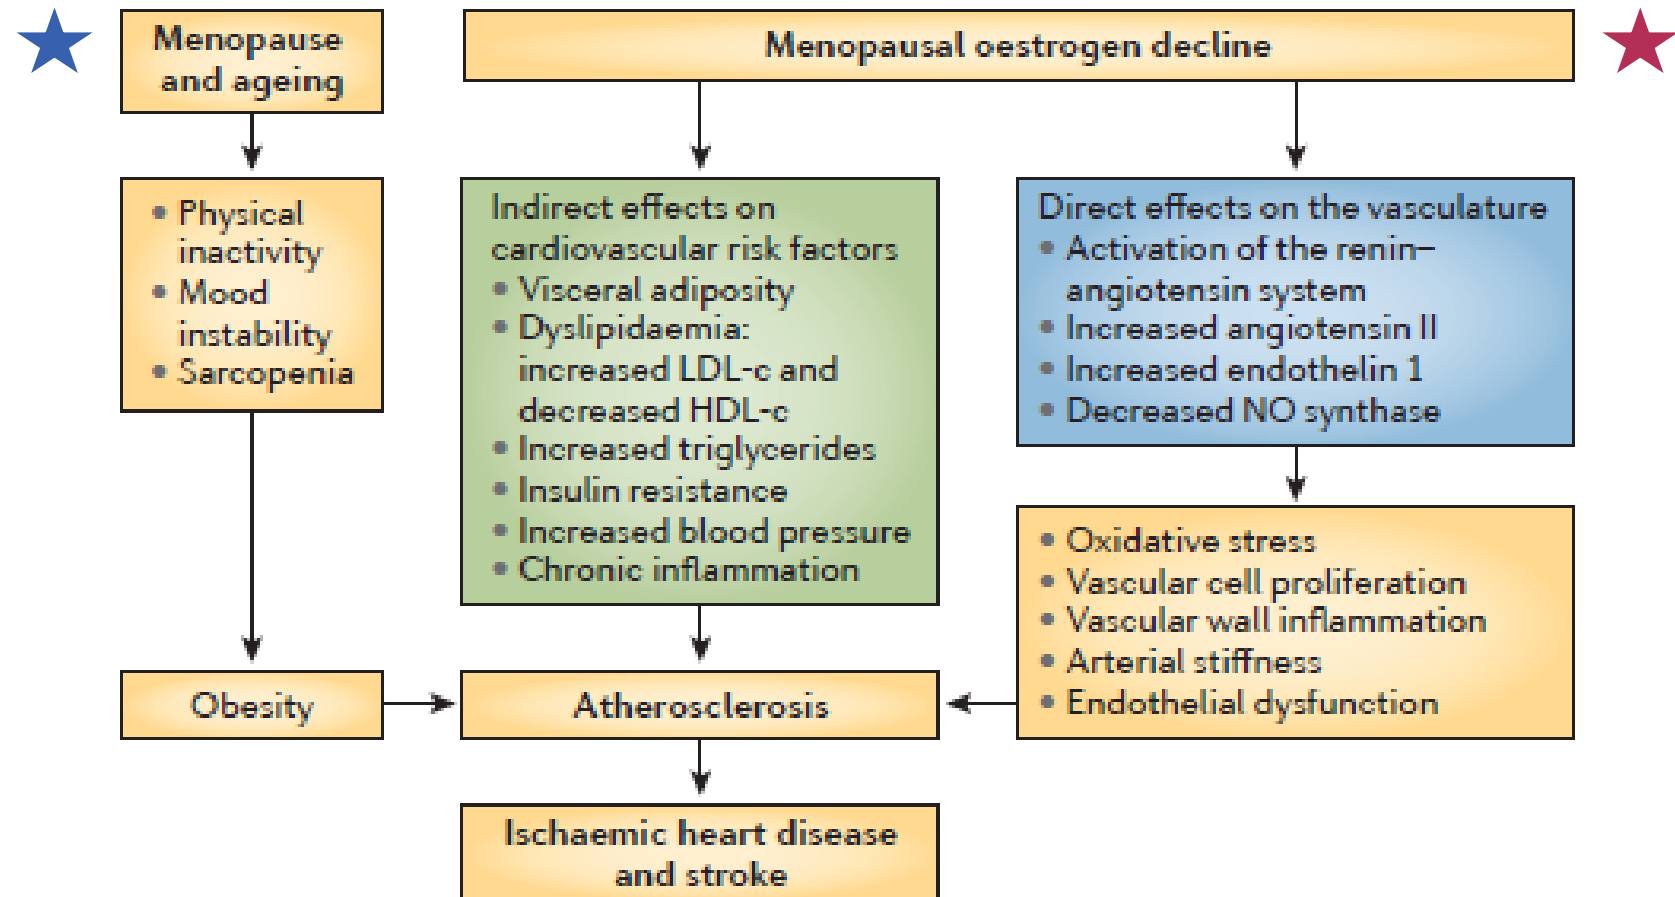 Menopause
and ageing
Menopausal oestrogen decline
• Physical
inactivity
• Mood
instability
• Sarcopenia
Indirect effects on
cardiovascular risk factors
• Visceral adiposity
• Dyslipidaemia:
increased LDL-c and
decreased HDL-c
• Increased triglycerides
• Insulin resistance
• Increased blood pressure
• Chronic inflammation
Direct effects on the vasculature
• Activation of the renin–
angiotensin system
• Increased angiotensin II
• Increased endothelin 1
• Decreased NO synthase
• Oxidative stress
• Vascular cell proliferation
• Vascular wall inflammation
• Arterial stiffness
• Endothelial dysfunction
Obesity
Atherosclerosis
Ischaemic heart disease
and stroke